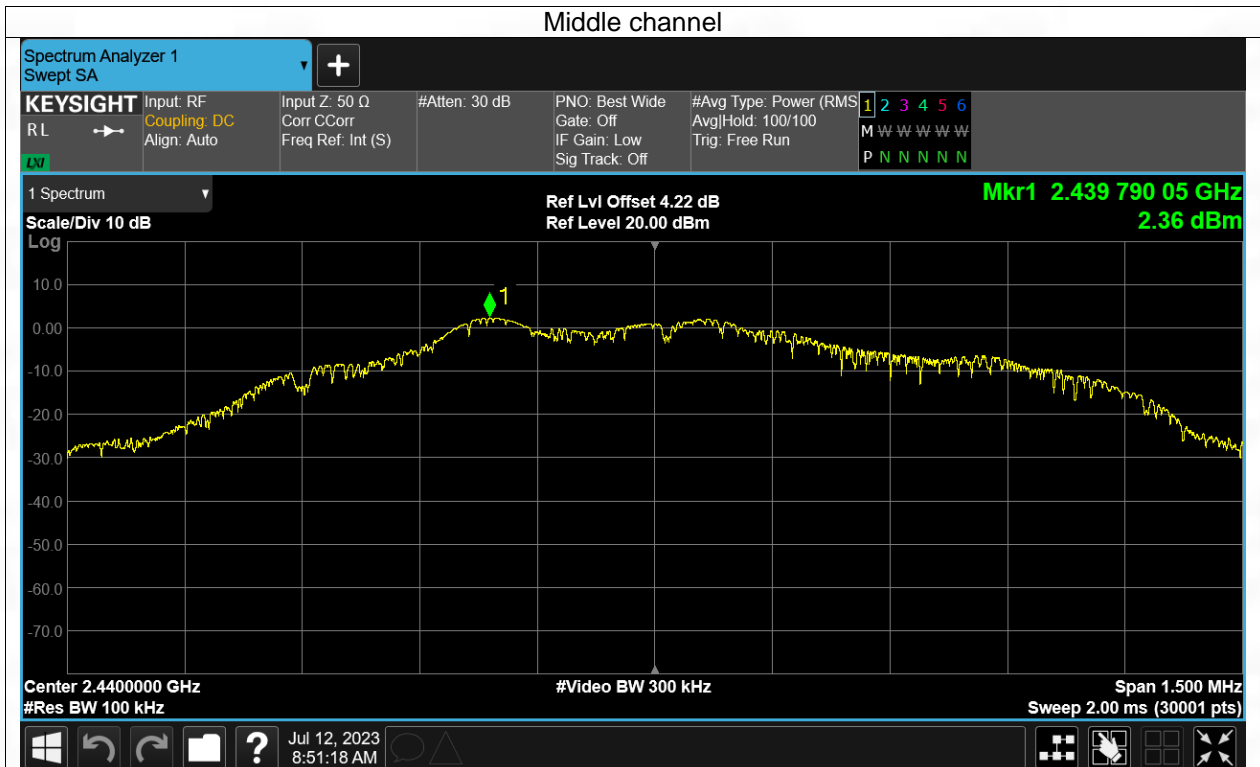 Middle channel
Spectrum Analyzer 1
Swept SA
▼
+
KEYSIGHT
RL
LXI
Input: RF
Coupling: DC
Align: Auto
Input Z: 50 Ω
Corr CCorr
Freq Ref: Int (S)
#Atten: 30 dB
PNO: Best Wide
Gate: Off
IF Gain: Low
Sig Track: Off
#Avg Type: Power (RMS
Avg|Hold: 100/100
Trig: Free Run
1 2 3 4 5 6
M W W W W W
P N N N N N
1 Spectrum
▼
Scale/Div 10 dB
Log
Ref Lvl Offset 4.22 dB
Ref Level 20.00 dBm
Mkr1 2.439 790 05 GHz
2.36 dBm
1
10.0
0.00
-10.0
-20.0
-30.0
-40.0
-50.0
-60.0
-70.0
Center 2.4400000 GHz
#Res BW 100 kHz
#Video BW 300 kHz
Span 1.500 MHz
Sweep 2.00 ms (30001 pts)
?
Jul 12, 2023
8:51:18 AM